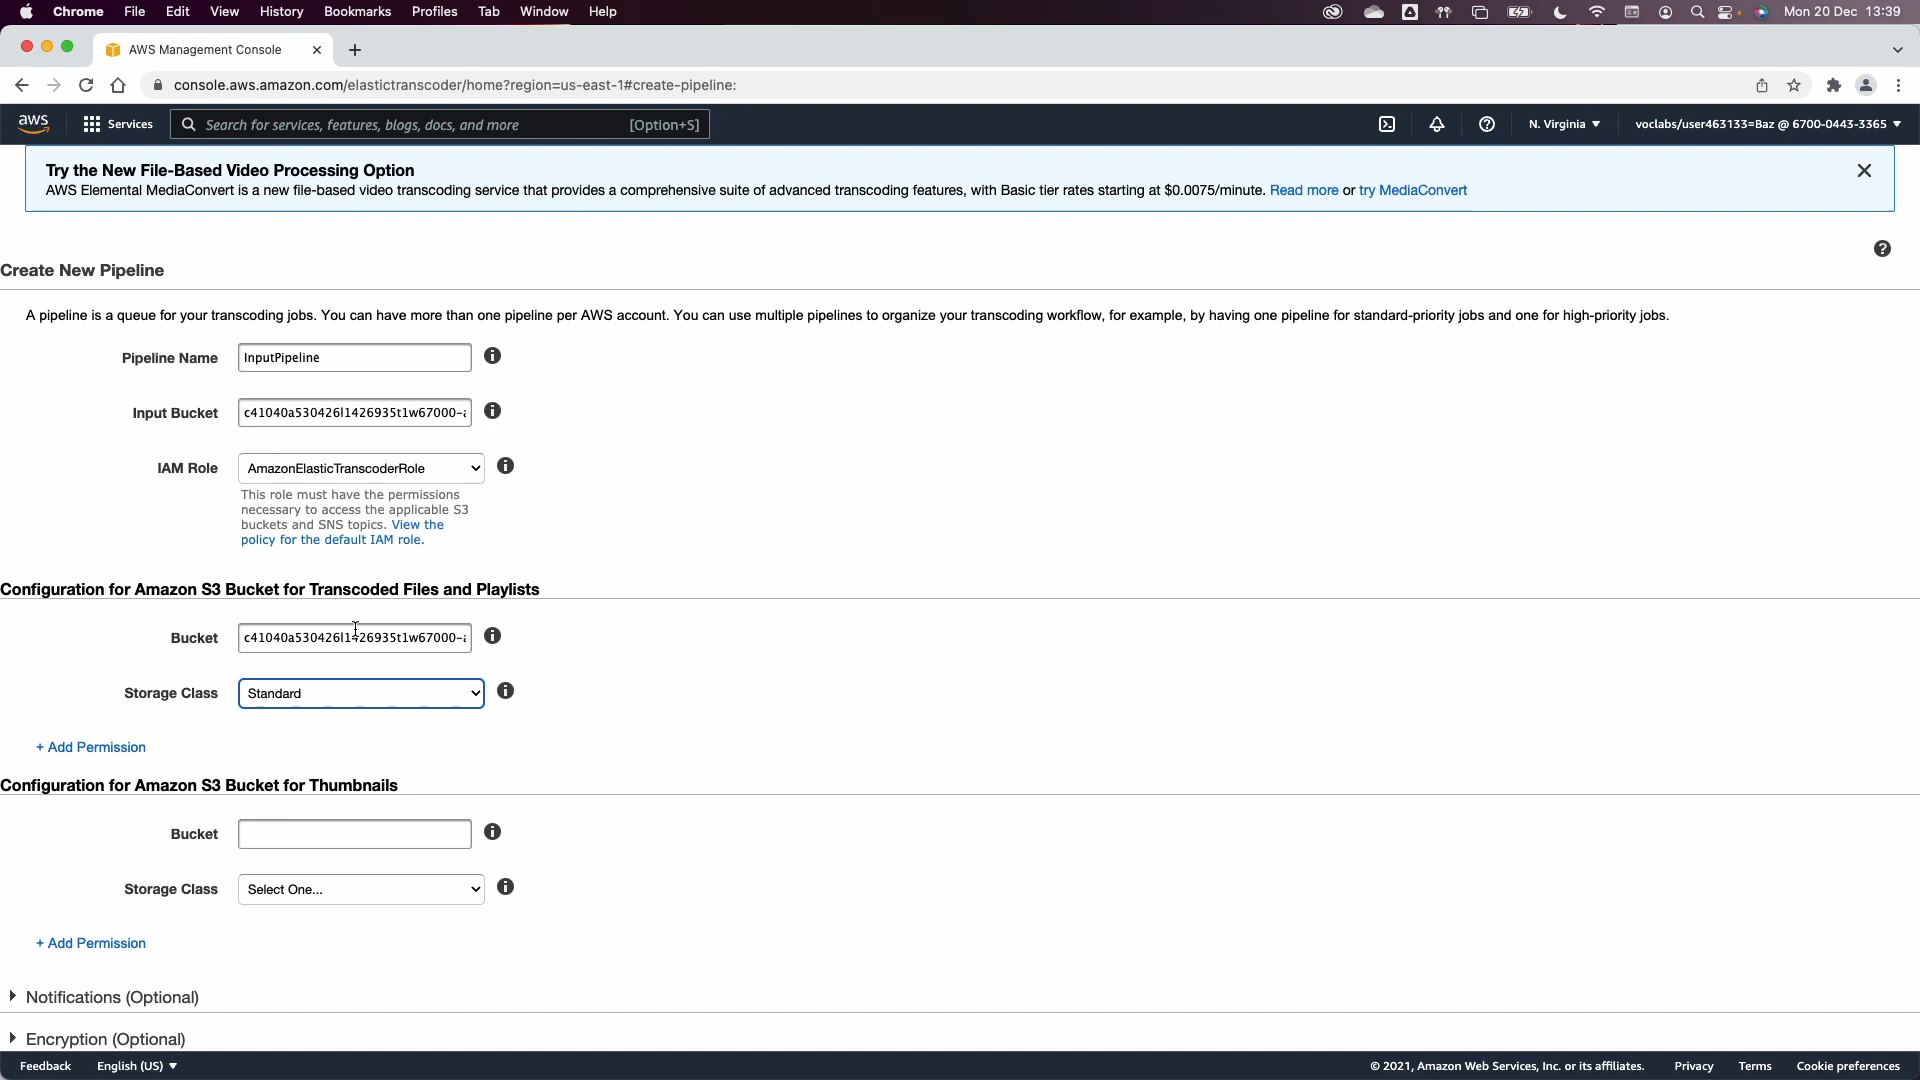 Chrome File Edit View History Bookmarks Profiles Tab Window Help Mon 20 Dec 13:39
AWS Management Console
console.aws.amazon.com/elastictranscoder/home?region=us-east-1#create-pipeline:
aws Services Search for services, features, blogs, docs, and more [Option+S] N. Virginia voclabs/user463133=Baz @ 6700-0443-3365
Try the New File-Based Video Processing Option
AWS Elemental MediaConvert is a new file-based video transcoding service that provides a comprehensive suite of advanced transcoding features, with Basic tier rates starting at $0.0075/minute. Read more or try MediaConvert
Create New Pipeline
A pipeline is a queue for your transcoding jobs. You can have more than one pipeline per AWS account. You can use multiple pipelines to organize your transcoding workflow, for example, by having one pipeline for standard-priority jobs and one for high-priority jobs.
Pipeline Name InputPipeline
Input Bucket c41040a530426l1426935t1w67000-
IAM Role AmazonElasticTranscoderRole
This role must have the permissions
necessary to access the applicable S3
buckets and SNS topics. View the
policy for the default IAM role.
Configuration for Amazon S3 Bucket for Transcoded Files and Playlists
Bucket c41040a530426l1426935t1w67000-
Storage Class Standard
+ Add Permission
Configuration for Amazon S3 Bucket for Thumbnails
Bucket
Storage Class Select One...
+ Add Permission
Notifications (Optional)
Encryption (Optional)
Feedback English (US) © 2021, Amazon Web Services, Inc. or its affiliates. Privacy Terms Cookie preferences